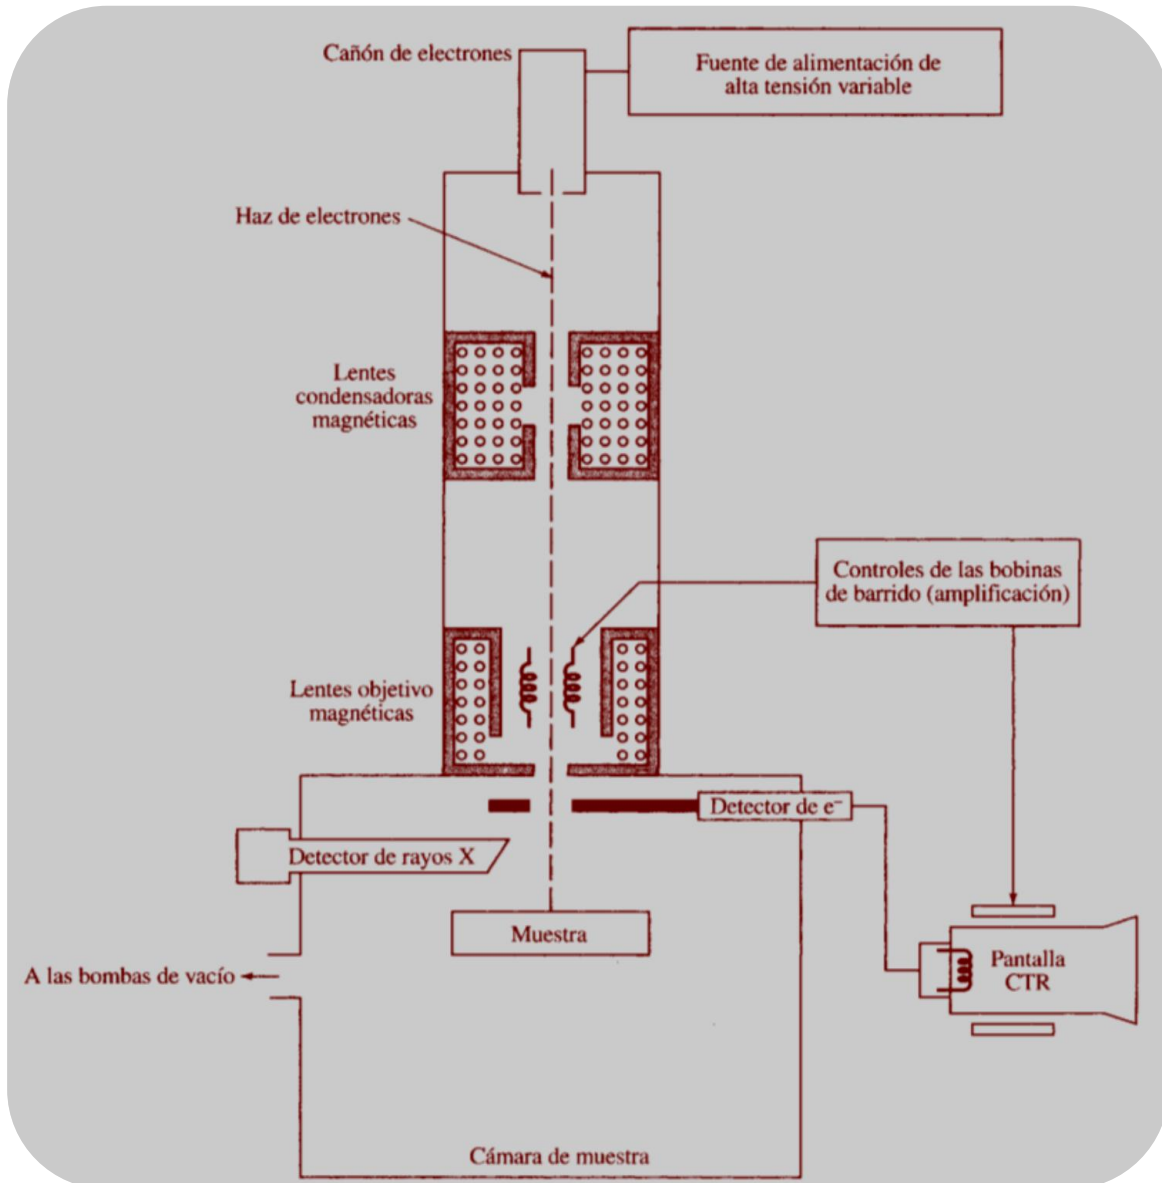 Cañón de electrones
Fuente de alimentación de
alta tensión variable
Haz de electrones
Lentes
condensadoras
magnéticas
Controles de las bobinas
de barrido (amplificación)
Lentes objetivo
magnéticas
Detector de e⁻
Detector de rayos X
Muestra
A las bombas de vacío
Pantalla
CTR
Cámara de muestra